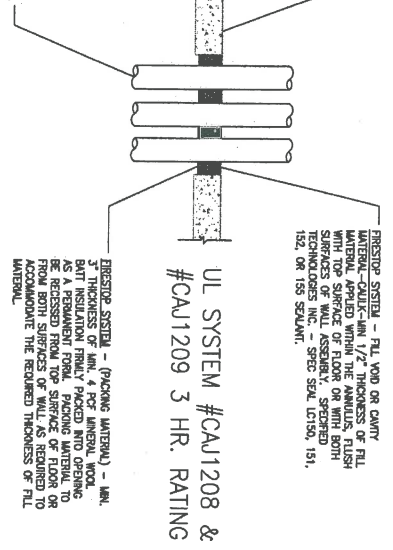 FIRESTOP SYSTEM – FILL VOID OR CAVITY
MATERIAL-CAULK-MIN 1/2" THICKNESS OF FILL
MATERIAL APPLIED WITHIN THE ANNULUS, FLUSH
WITH TOP SURFACE OF FLOOR OR WITH BOTH
SURFACES OF WALL ASSEMBLY. SPECIFIED
TECHNOLOGIES INC. – SPEC SEAL LC150, 151,
152, OR 155 SEALANT.
UL SYSTEM #CAJ1208 &
#CAJ1209 3 HR. RATING
FIRESTOP SYSTEM – (PACKING MATERIAL) – MIN.
3" THICKNESS OF MIN. 4 PCF MINERAL WOOL
BATT INSULATION FIRMLY PACKED INTO OPENING
AS A PERMANENT FORM. PACKING MATERIAL TO
BE RECESSED FROM TOP SURFACE OF FLOOR OR
FROM BOTH SURFACES OF WALL AS REQUIRED TO
ACCOMMODATE THE REQUIRED THICKNESS OF FILL
MATERIAL.